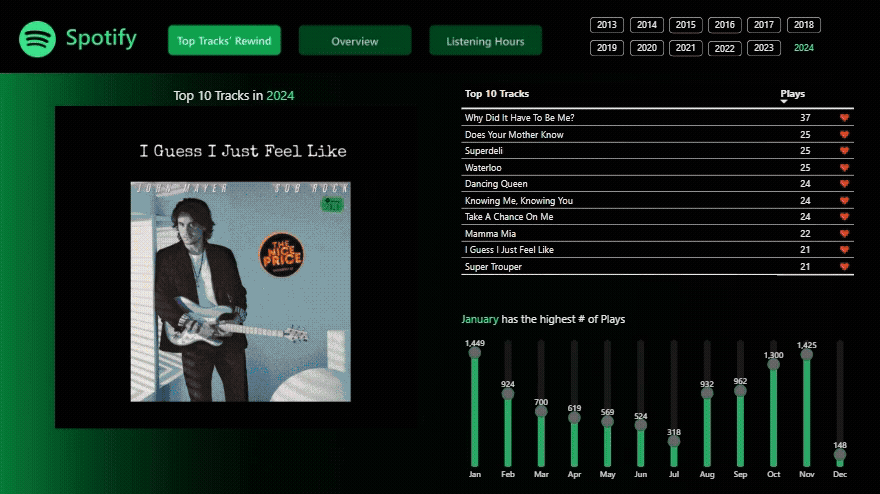 Spotify
Top Tracks' Rewind
Overview
Listening Hours
2013 2014 2015 2016 2017 2018
2019 2020 2021 2022 2023 2024
Top 10 Tracks in 2024
I Guess I Just Feel Like
JOHN MAYER SOB ROCK
THE
NICE
PRICE
Top 10 Tracks Plays
Why Did It Have To Be Me? 37
Does Your Mother Know 25
Superdeli 25
Waterloo 25
Dancing Queen 24
Knowing Me, Knowing You 24
Take A Chance On Me 24
Mamma Mia 22
I Guess I Just Feel Like 21
Super Trouper 21
January has the highest # of Plays
1,449 924 700 619 569 524 318 932 962 1,300 1,425 148
Jan Feb Mar Apr May Jun Jul Aug Sep Oct Nov Dec